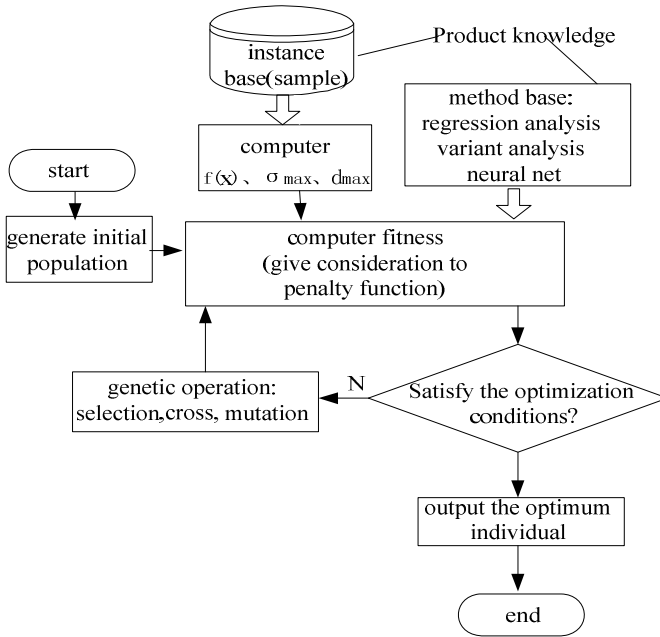 instance
base(sample)
Product knowledge
method base:
regression analysis
variant analysis
neural net
computer
f(x)、σmax、dmax
start
generate initial
population
computer fitness
(give consideration to
penalty function)
genetic operation:
selection,cross, mutation
N
Satisfy the optimization
conditions?
output the optimum
individual
end